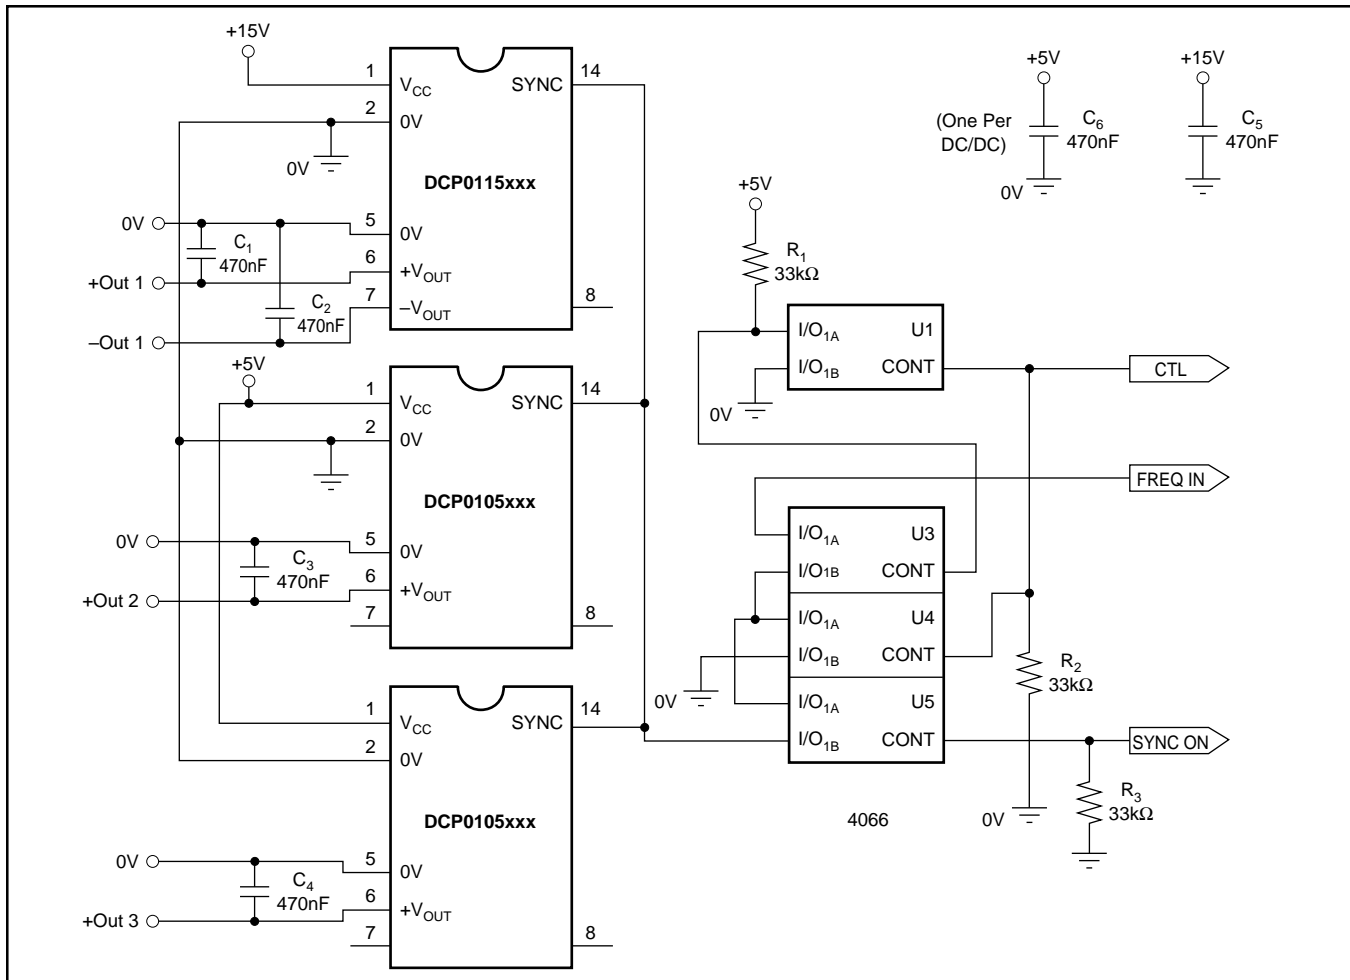 +15V
1
VCC
SYNC
14
2
0V
0V
DCP0115xxx
0V
5
0V
C1
470nF
6
+VOUT
+Out 1
7
–VOUT
8
C2
470nF
–Out 1
+5V
1
VCC
SYNC
14
2
0V
DCP0105xxx
0V
5
0V
C3
470nF
6
+VOUT
+Out 2
7
8
1
VCC
SYNC
14
2
0V
DCP0105xxx
0V
5
0V
C4
470nF
6
+VOUT
+Out 3
7
8
+5V
(One Per
DC/DC)
C6
470nF
0V
+15V
C5
470nF
+5V
R1
33kΩ
I/O1A
U1
I/O1B
CONT
0V
CTL
FREQ IN
I/O1A
U3
I/O1B
CONT
I/O1A
U4
I/O1B
CONT
0V
I/O1A
U5
I/O1B
CONT
R2
33kΩ
0V
SYNC ON
R3
33kΩ
4066